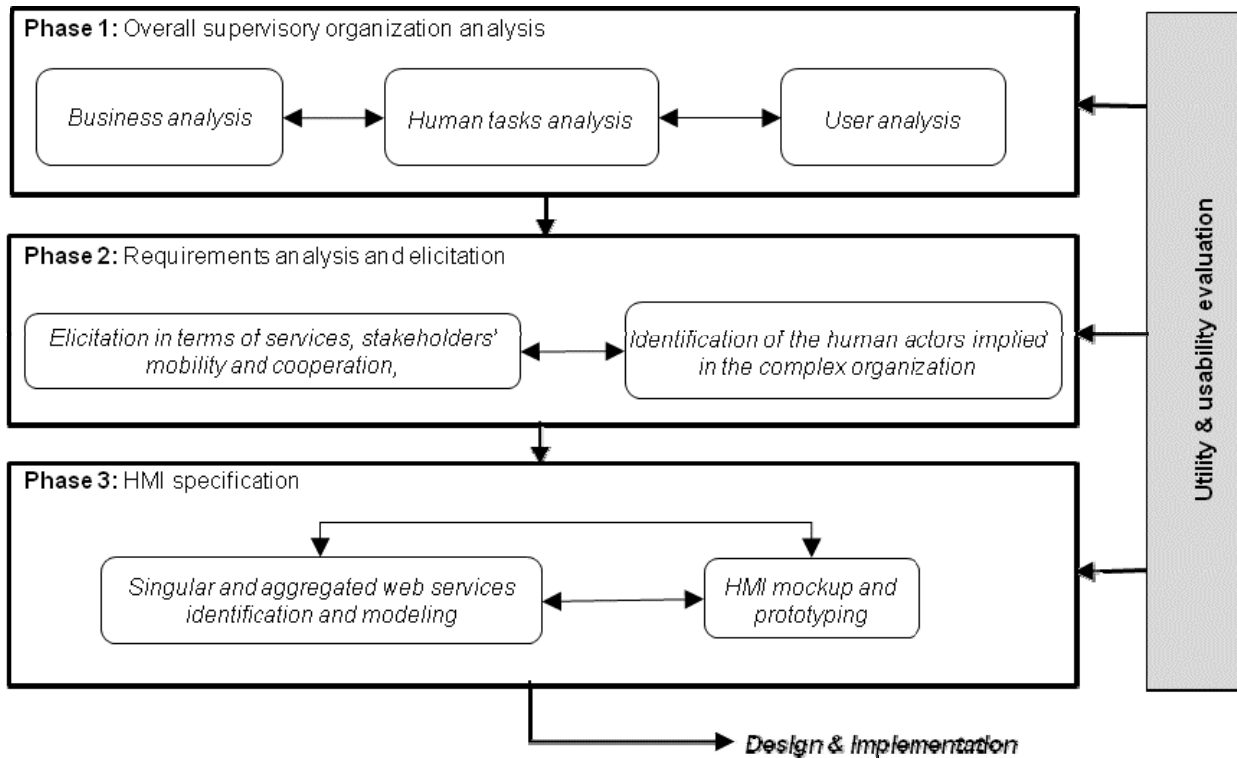 Phase 1: Overall supervisory organization analysis
Business analysis
Human tasks analysis
User analysis
Phase 2: Requirements analysis and elicitation
Elicitation in terms of services, stakeholders'
mobility and cooperation,
Identification of the human actors implied
in the complex organization
Phase 3: HMI specification
Singular and aggregated web services
identification and modeling
HMI mockup and
prototyping
Utility & usability evaluation
Design & Implementation